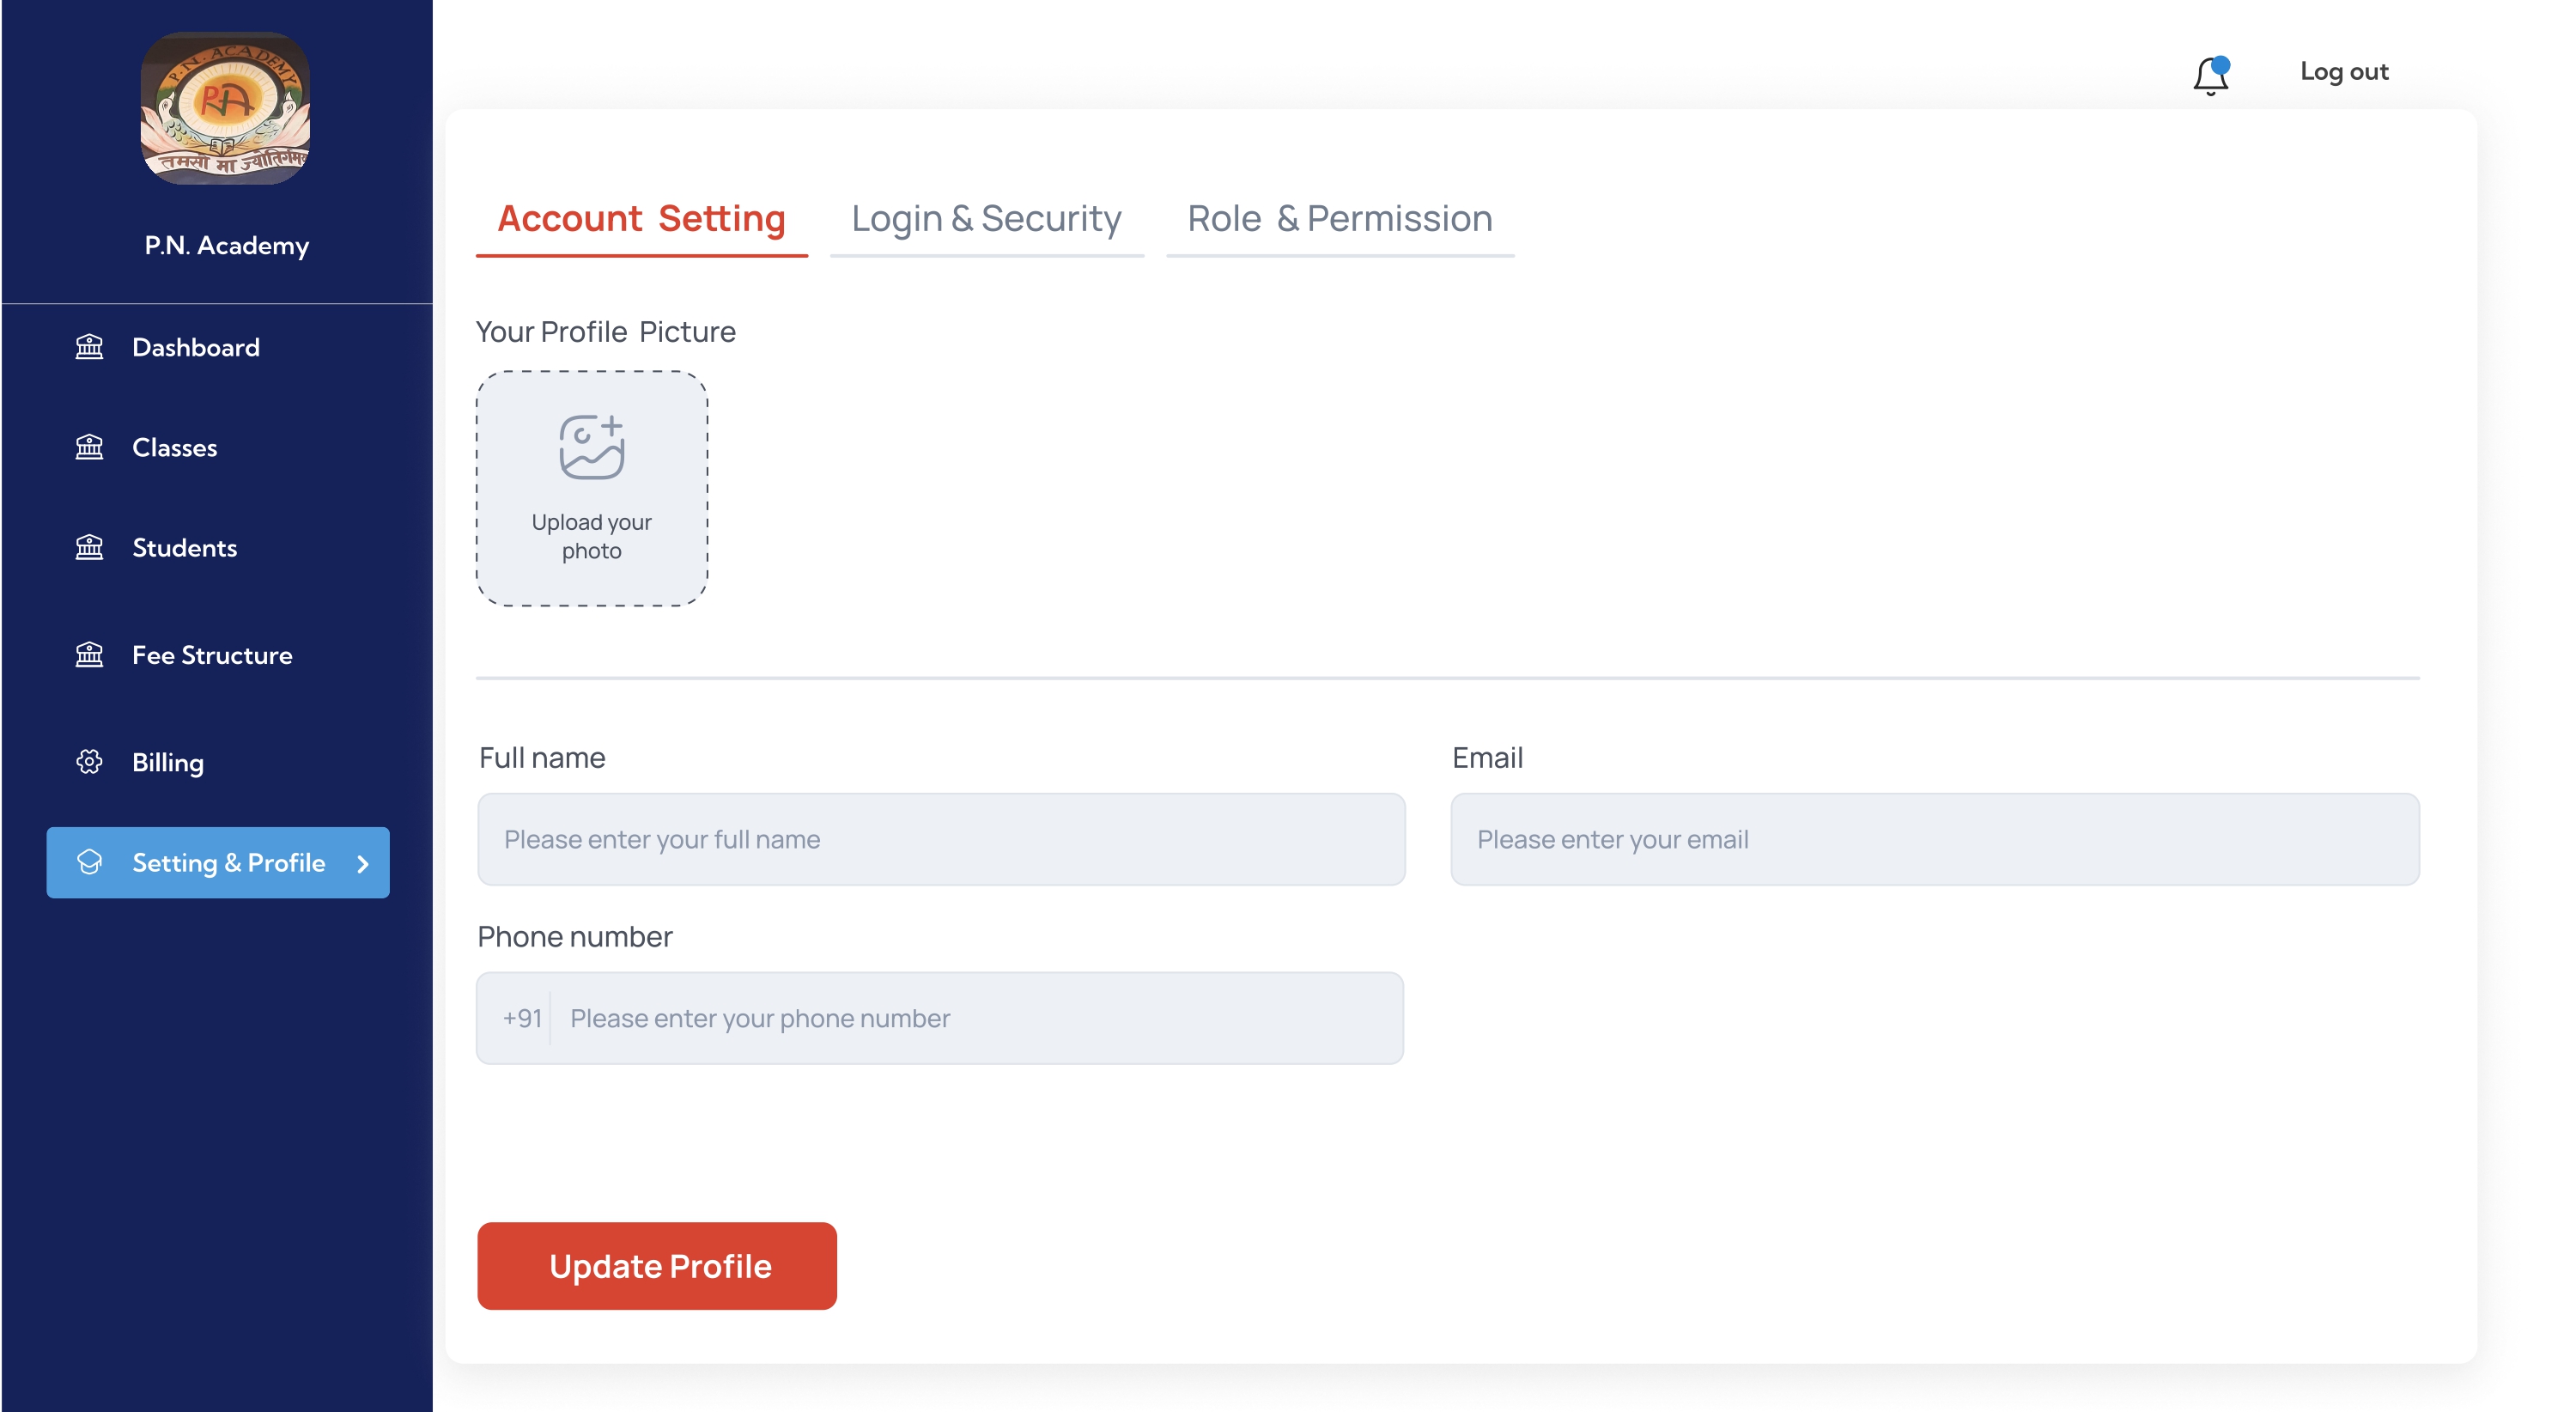 P.N. ACADEMY
PA
तमसो मा ज्योतिर्गमय
P.N. Academy
Dashboard
Classes
Students
Fee Structure
Billing
Setting & Profile
Log out
Account Setting
Login & Security
Role & Permission
Your Profile Picture
Upload your
photo
Full name
Please enter your full name
Email
Please enter your email
Phone number
+91
Please enter your phone number
Update Profile